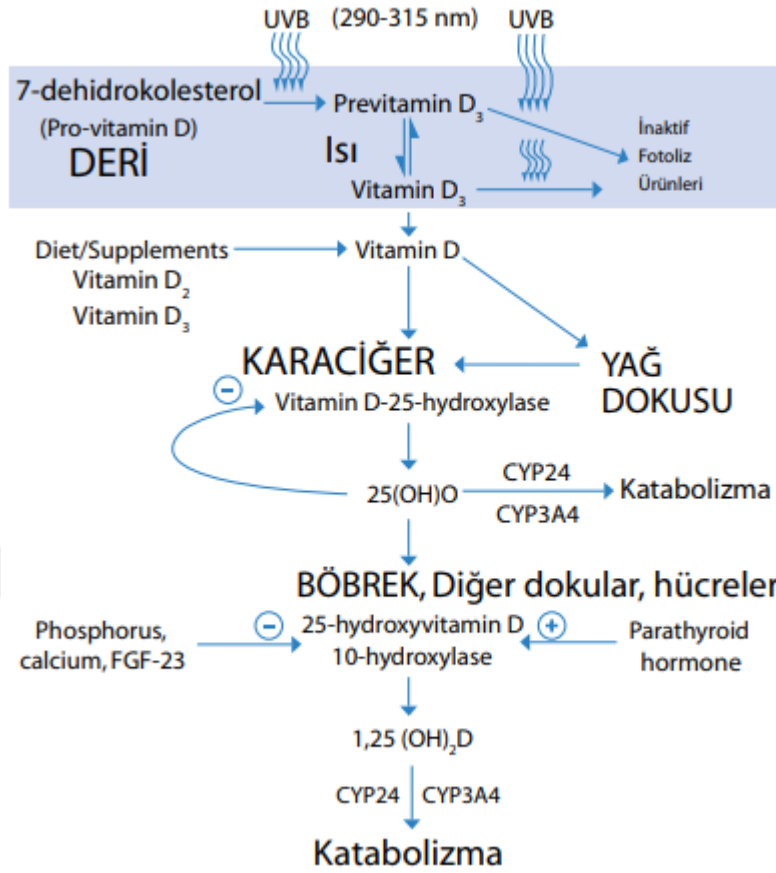 UVB (290-315 nm) UVB
7-dehidrokolesterol
(Pro-vitamin D)
DERİ
Previtamin D₃
Isı
Vitamin D₃
İnaktif
Fotoliz
Ürünleri
Diet/Supplements
Vitamin D₂
Vitamin D₃
Vitamin D
KARACİĞER
Vitamin D-25-hydroxylase
YAĞ
DOKUSU
25(OH)O
CYP24
CYP3A4
Katabolizma
BÖBREK, Diğer dokular, hücreler
Phosphorus,
calcium, FGF-23
25-hydroxyvitamin D
10-hydroxylase
Parathyroid
hormone
1,25 (OH)₂D
CYP24 CYP3A4
Katabolizma